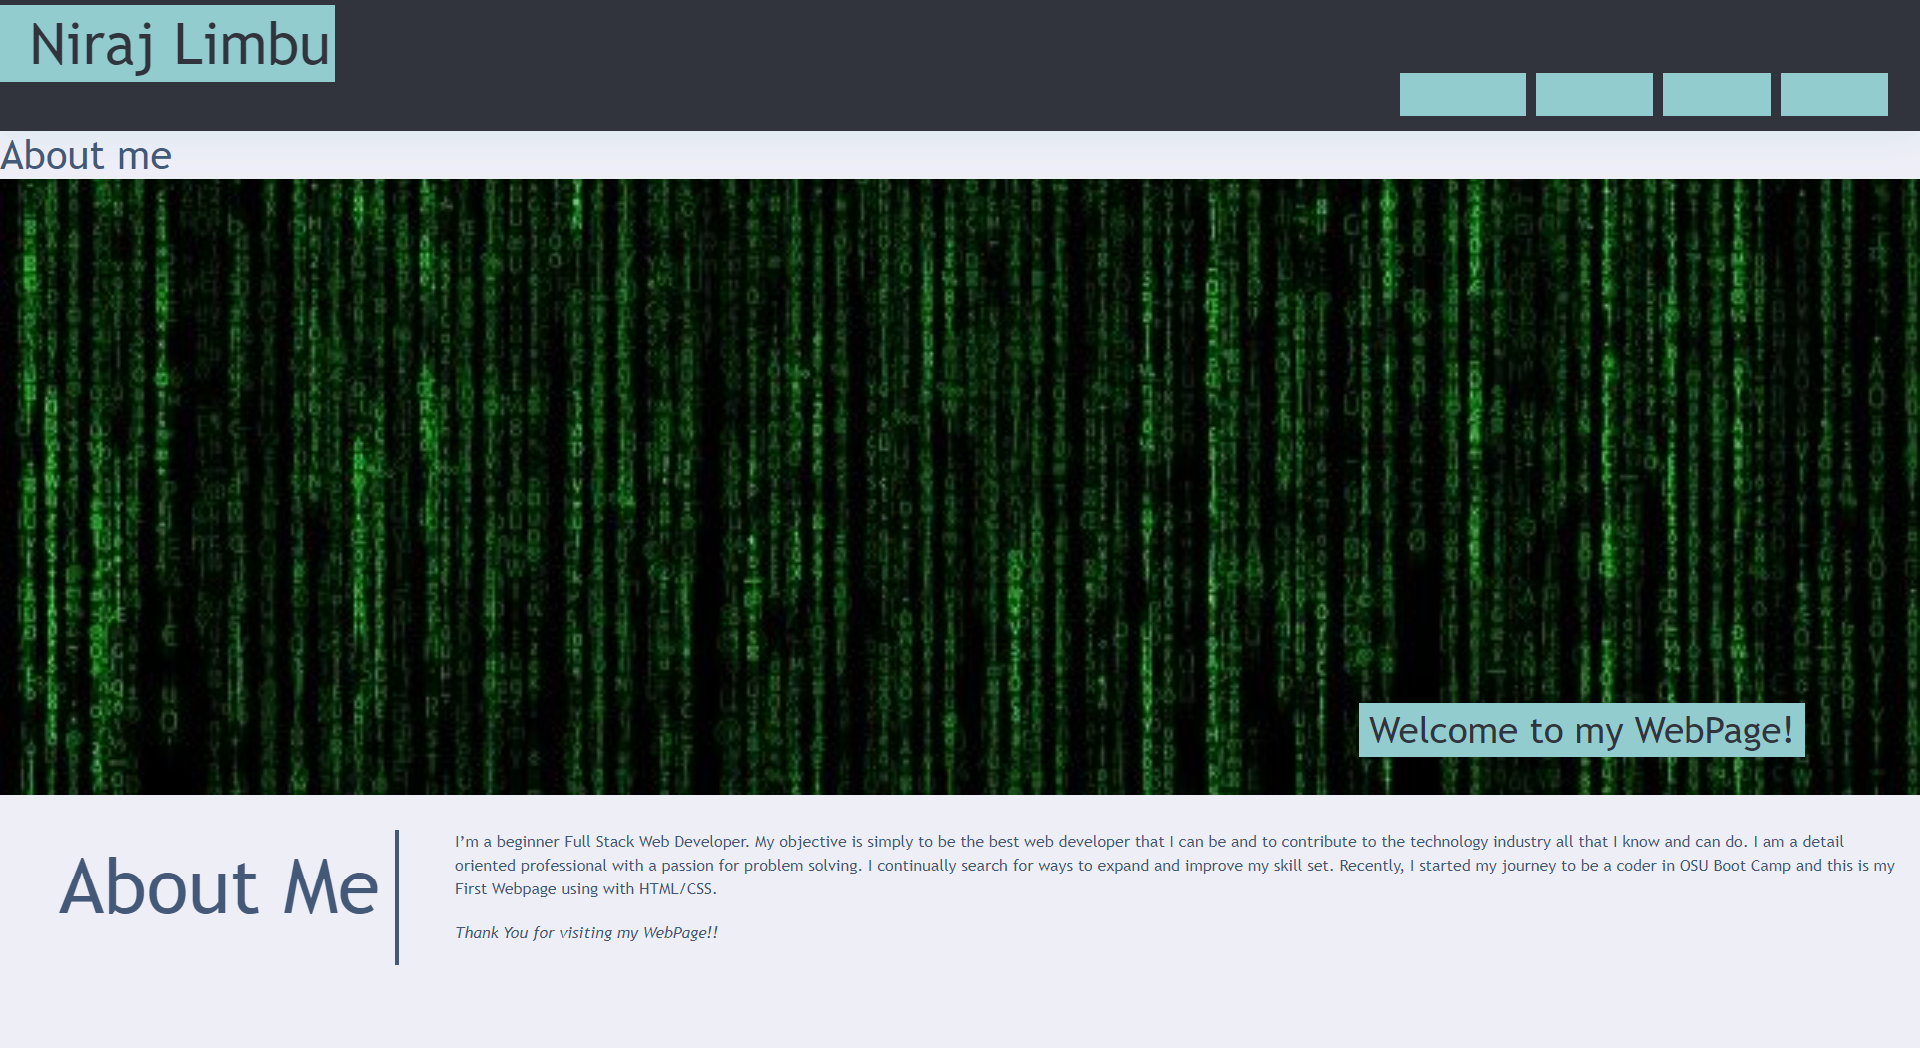 Niraj Limbu
About me
Welcome to my WebPage!
About Me
I’m a beginner Full Stack Web Developer. My objective is simply to be the best web developer that I can be and to contribute to the technology industry all that I know and can do. I am a detail
oriented professional with a passion for problem solving. I continually search for ways to expand and improve my skill set. Recently, I started my journey to be a coder in OSU Boot Camp and this is my
First Webpage using with HTML/CSS.
Thank You for visiting my WebPage!!